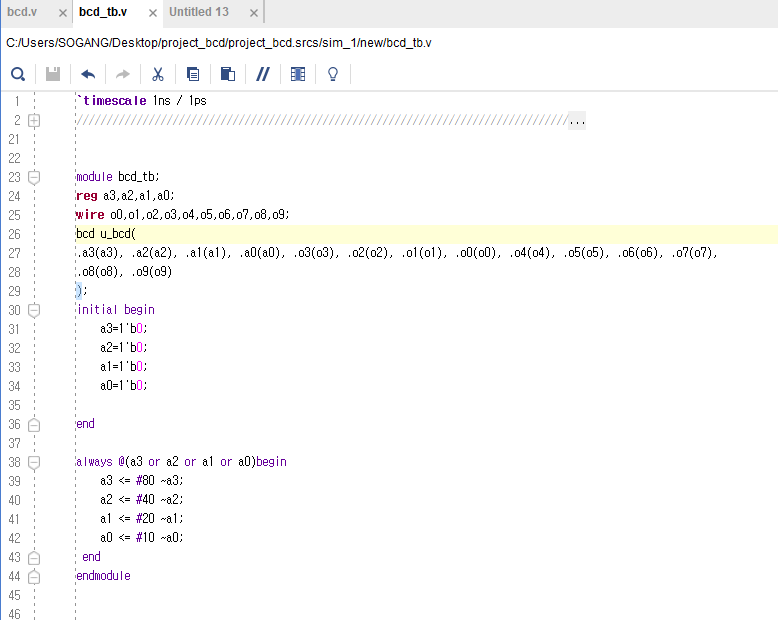 bcd.v × bcd_tb.v × Untitled 13 ×
C:/Users/SOGANG/Desktop/project_bcd/project_bcd.srcs/sim_1/new/bcd_tb.v
1 `timescale 1ns / 1ps
2 //////////////////////////////////////////////////////////////////////////////////...
21
22
23 module bcd_tb;
24 reg a3,a2,a1,a0;
25 wire o0,o1,o2,o3,o4,o5,o6,o7,o8,o9;
26 bcd u_bcd(
27 .a3(a3), .a2(a2), .a1(a1), .a0(a0), .o3(o3), .o2(o2), .o1(o1), .o0(o0), .o4(o4), .o5(o5), .o6(o6), .o7(o7),
28 .o8(o8), .o9(o9)
29 );
30 initial begin
31 a3=1'b0;
32 a2=1'b0;
33 a1=1'b0;
34 a0=1'b0;
35
36 end
37
38 always @(a3 or a2 or a1 or a0)begin
39 a3 <= #80 ~a3;
40 a2 <= #40 ~a2;
41 a1 <= #20 ~a1;
42 a0 <= #10 ~a0;
43 end
44 endmodule
45
46